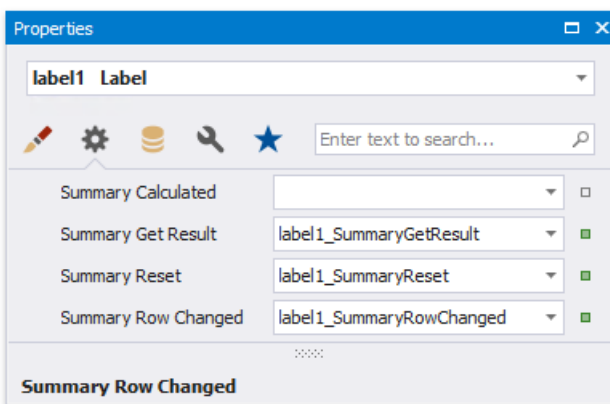 Properties
label1 Label
Enter text to search...
Summary Calculated
Summary Get Result label1_SummaryGetResult
Summary Reset label1_SummaryReset
Summary Row Changed label1_SummaryRowChanged
Summary Row Changed